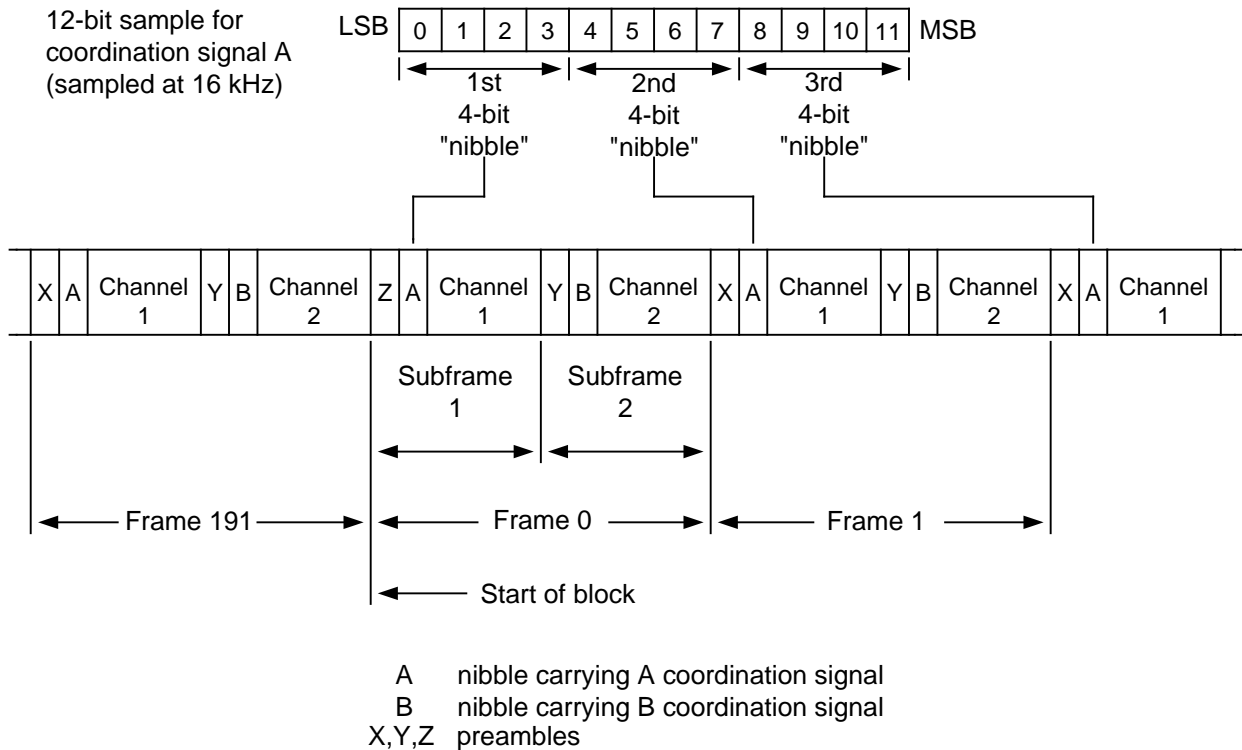 12-bit sample for
coordination signal A
(sampled at 16 kHz)
LSB 0 1 2 3 4 5 6 7 8 9 10 11 MSB
1st
4-bit
"nibble"
2nd
4-bit
"nibble"
3rd
4-bit
"nibble"
X A Channel 1 Y B Channel 2 Z A Channel 1 Y B Channel 2 X A Channel 1 Y B Channel 2 X A Channel 1
Subframe
1
Subframe
2
Frame 191 Frame 0 Frame 1
Start of block
A nibble carrying A coordination signal
B nibble carrying B coordination signal
X,Y,Z preambles